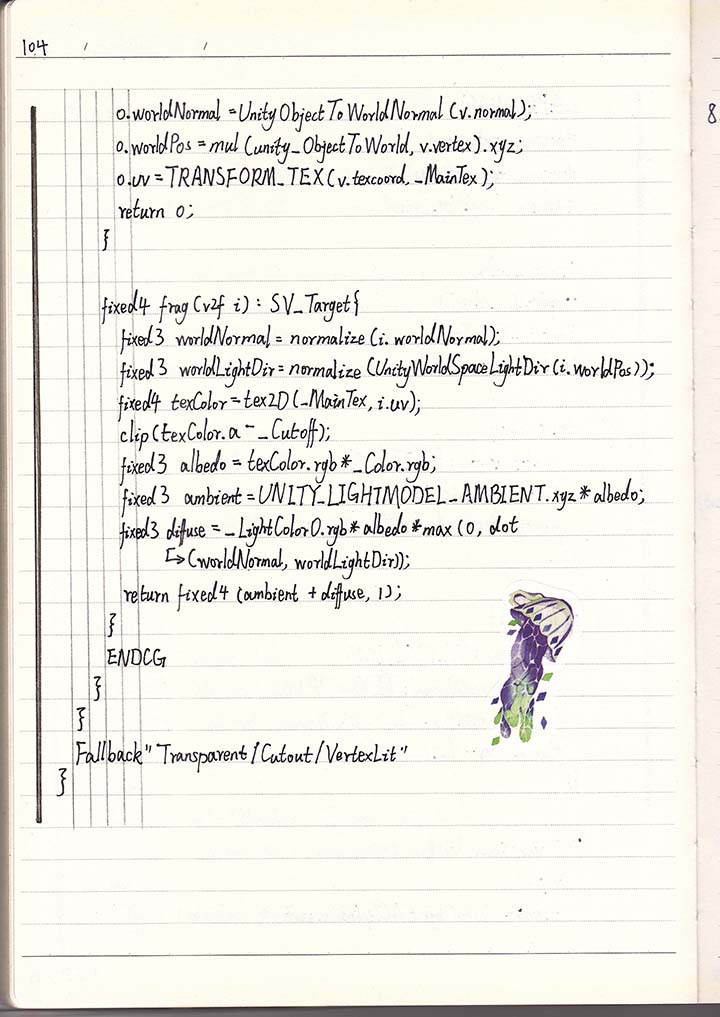 104 / /
o.worldNormal = UnityObjectToWorldNormal (v.normal);
o.worldPos = mul (unity_ObjectToWorld, v.vertex).xyz;
o.uv = TRANSFORM_TEX(v.texcoord, _MainTex);
return o;
}
fixed4 frag (v2f i) : SV_Target{
fixed3 worldNormal = normalize (i.worldNormal);
fixed3 worldLightDir = normalize (UnityWorldSpaceLightDir (i.worldPos));
fixed4 texColor = tex2D (_MainTex, i.uv);
clip(texColor.a - _Cutoff);
fixed3 albedo = texColor.rgb * _Color.rgb;
fixed3 ambient = UNITY_LIGHTMODEL_AMBIENT.xyz * albedo;
fixed3 diffuse = _LightColor0.rgb * albedo * max (0, dot
↳ (worldNormal, worldLightDir));
return fixed4 (ambient + diffuse, 1);
}
ENDCG
}
}
Fallback "Transparent/Cutout/VertexLit"
}
8.